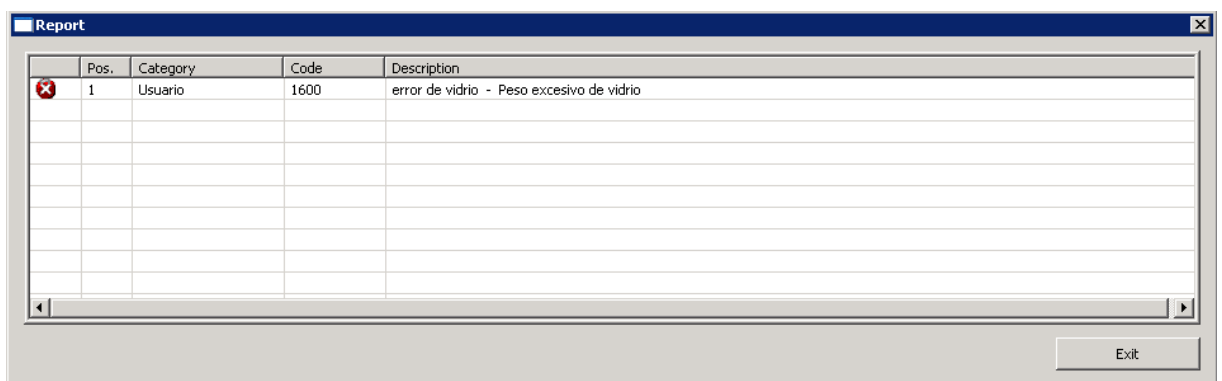 Report
Pos. Category Code Description
1 Usuario 1600 error de vidrio - Peso excesivo de vidrio
Exit